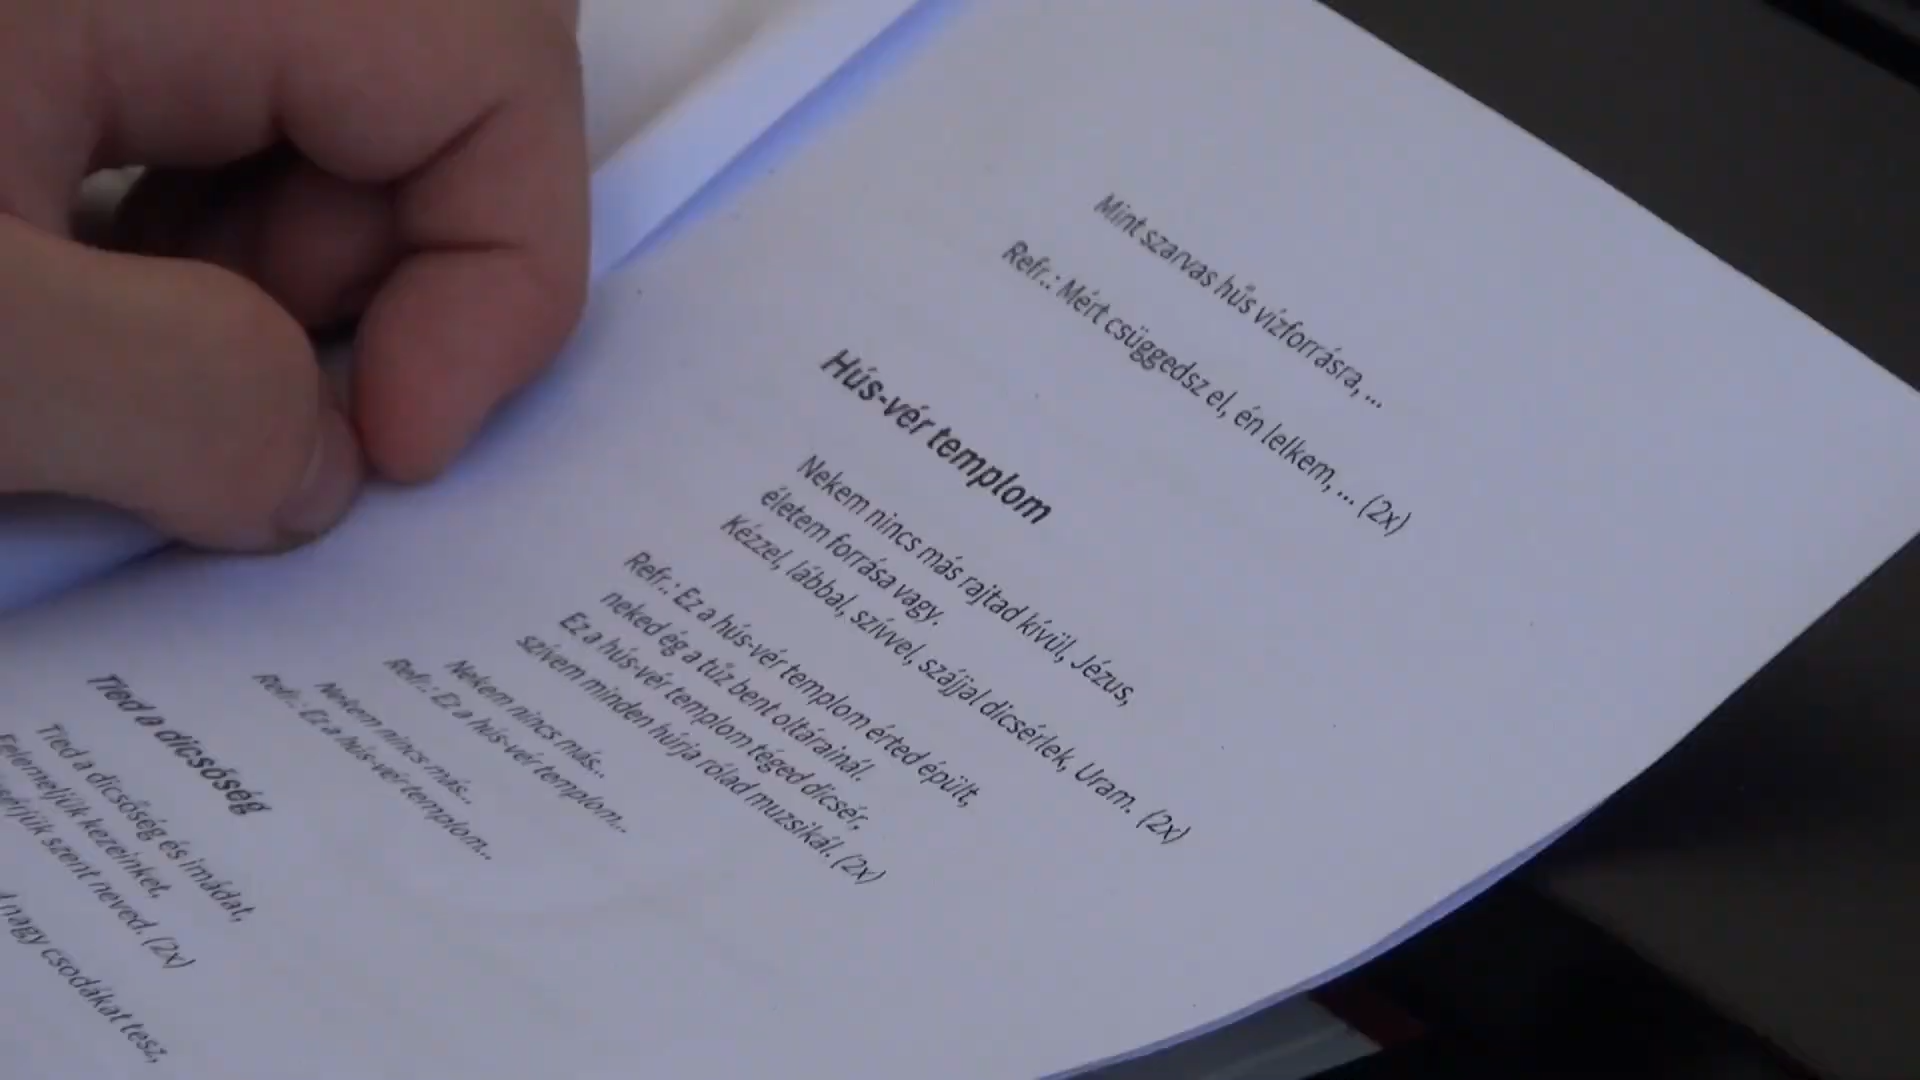 Mint szarvas hűs vízforrásra, ...
Refr.: Mért csüggedsz el, én lelkem, ... (2x)
Hús-vér templom
Nekem nincs más rajtad kívül, Jézus,
életem forrása vagy.
Kézzel, lábbal, szívvel, szájjal dicsérlek, Uram. (2x)
Refr.: Ez a hús-vér templom érted épült,
neked ég a tűz bent oltárainál.
Ez a hús-vér templom téged dicsér,
szívem minden húrja rólad muzsikál. (2x)
Nekem nincs más...
Refr.: Ez a hús-vér templom...
Nekem nincs más...
Refr.: Ez a hús-vér templom...
Tied a dicsőség
Tied a dicsőség és imádat,
Felemeljük kezeinket,
szent neved. (2x)
nagy csodákat tesz,